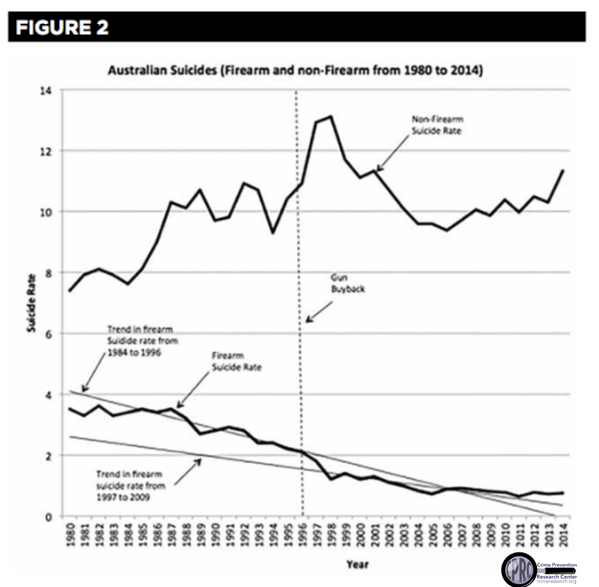 FIGURE 2
Australian Suicides (Firearm and non-Firearm from 1980 to 2014)
14
12
10
8
6
4
2
0
Suicide Rate
Non-Firearm
Suicide Rate
Gun
Buyback
Trend in firearm
Suidide rate from
1984 to 1996
Firearm
Suicide Rate
Trend in firearm
suicide rate from
1997 to 2009
1980
1981
1982
1983
1984
1985
1986
1987
1988
1989
1990
1991
1992
1993
1994
1995
1996
1997
1998
1999
2000
2001
2002
2003
2004
2005
2006
2007
2008
2009
2010
2011
2012
2013
2014
Year
CPRC
Crime Prevention
Research Center
crimeresearch.org